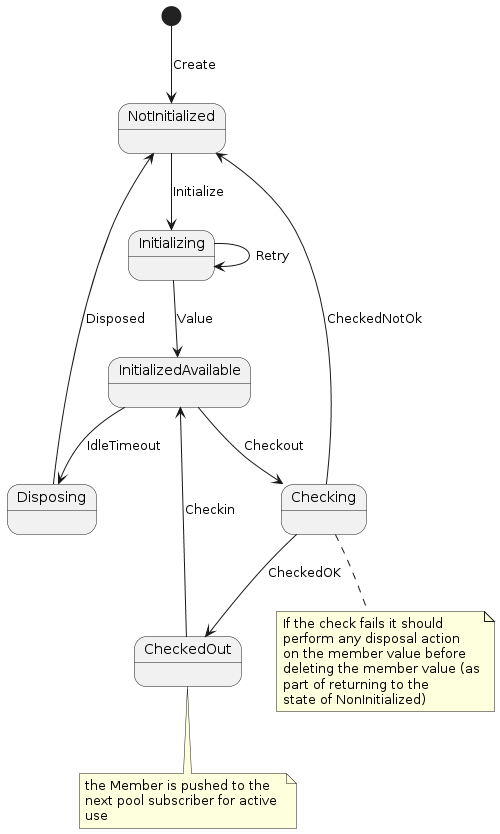 Create
NotInitialized
Initialize
Initializing
Retry
Disposed
Value
CheckedNotOk
InitializedAvailable
IdleTimeout
Checkout
Disposing
Checkin
Checking
CheckedOK
If the check fails it should
perform any disposal action
on the member value before
deleting the member value (as
part of returning to the
state of NonInitialized)
CheckedOut
the Member is pushed to the
next pool subscriber for active
use